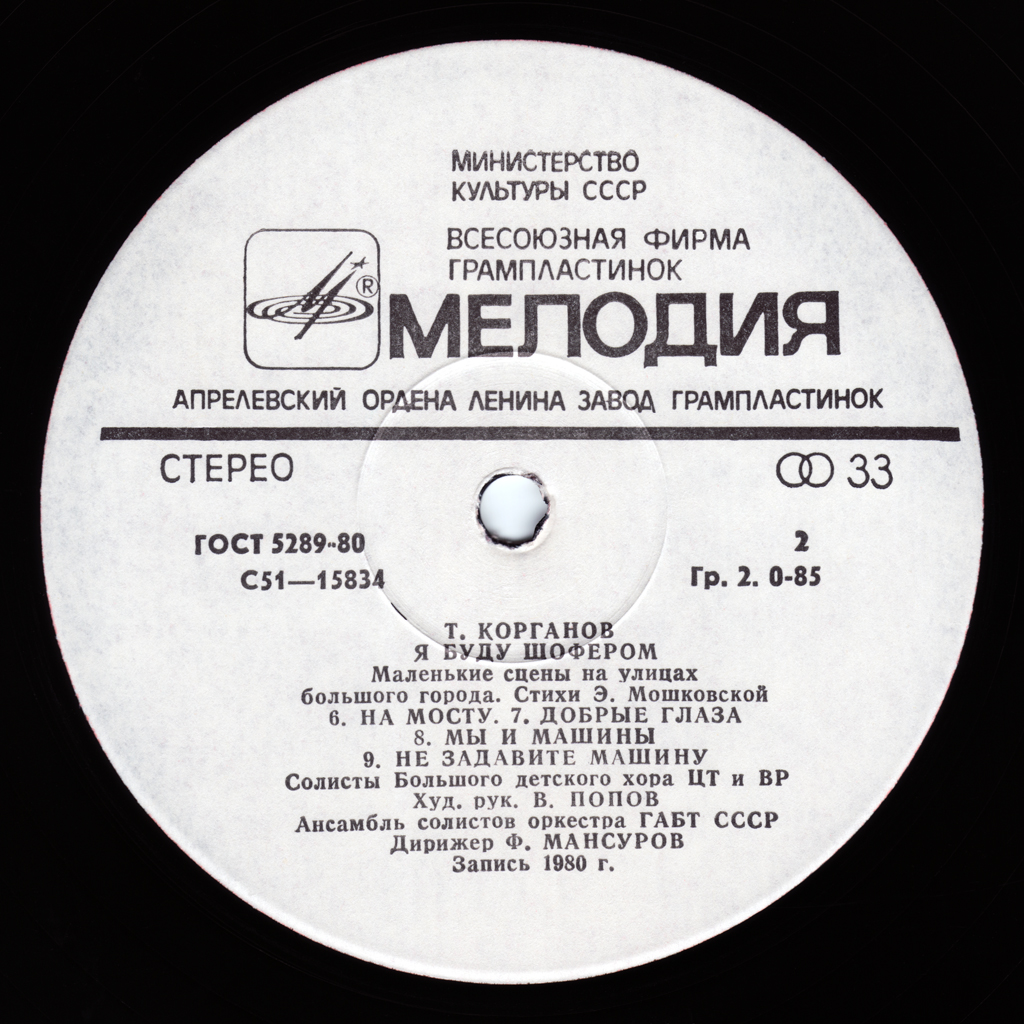 МИНИСТЕРСТВО
КУЛЬТУРЫ СССР
ВСЕСОЮЗНАЯ ФИРМА
ГРАМПЛАСТИНОК
®
МЕЛОДИЯ
АПРЕЛЕВСКИЙ ОРДЕНА ЛЕНИНА ЗАВОД ГРАМПЛАСТИНОК
СТЕРЕО
33
ГОСТ 5289-80
2
С51—15834
Гр. 2. 0-85
Т. КОРГАНОВ
Я БУДУ ШОФЕРОМ
Маленькие сцены на улицах
большого города. Стихи Э. Мошковской
6. НА МОСТУ. 7. ДОБРЫЕ ГЛАЗА
8. МЫ И МАШИНЫ
9. НЕ ЗАДАВИТЕ МАШИНУ
Солисты Большого детского хора ЦТ и ВР
Худ. рук. В. ПОПОВ
Ансамбль солистов оркестра ГАБТ СССР
Дирижер Ф. МАНСУРОВ
Запись 1980 г.